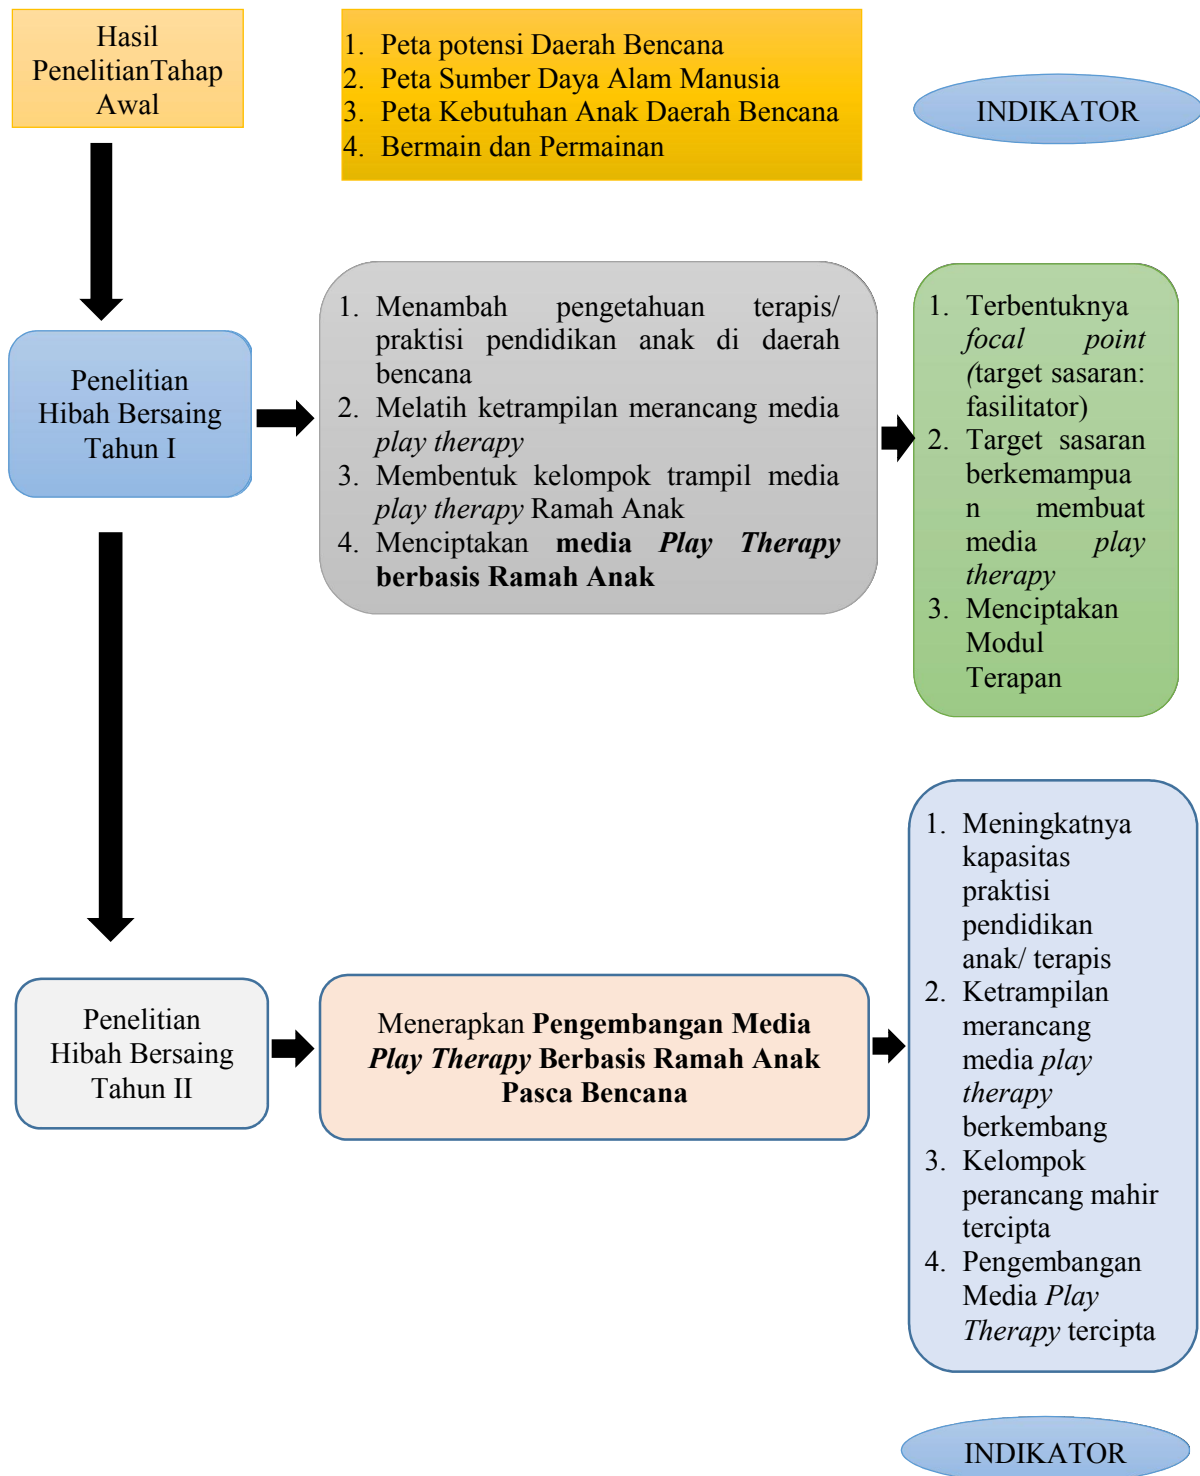 Hasil
PenelitianTahap
Awal
1. Peta potensi Daerah Bencana
2. Peta Sumber Daya Alam Manusia
3. Peta Kebutuhan Anak Daerah Bencana
4. Bermain dan Permainan
INDIKATOR
Penelitian
Hibah Bersaing
Tahun I
1. Menambah pengetahuan terapis/
praktisi pendidikan anak di daerah
bencana
2. Melatih ketrampilan merancang media
play therapy
3. Membentuk kelompok trampil media
play therapy Ramah Anak
4. Menciptakan media Play Therapy
berbasis Ramah Anak
1. Terbentuknya
focal point
(target sasaran:
fasilitator)
2. Target sasaran
berkemampua
n membuat
media play
therapy
3. Menciptakan
Modul
Terapan
Penelitian
Hibah Bersaing
Tahun II
Menerapkan Pengembangan Media
Play Therapy Berbasis Ramah Anak
Pasca Bencana
1. Meningkatnya
kapasitas
praktisi
pendidikan
anak/ terapis
2. Ketrampilan
merancang
media play
therapy
berkembang
3. Kelompok
perancang mahir
tercipta
4. Pengembangan
Media Play
Therapy tercipta
INDIKATOR